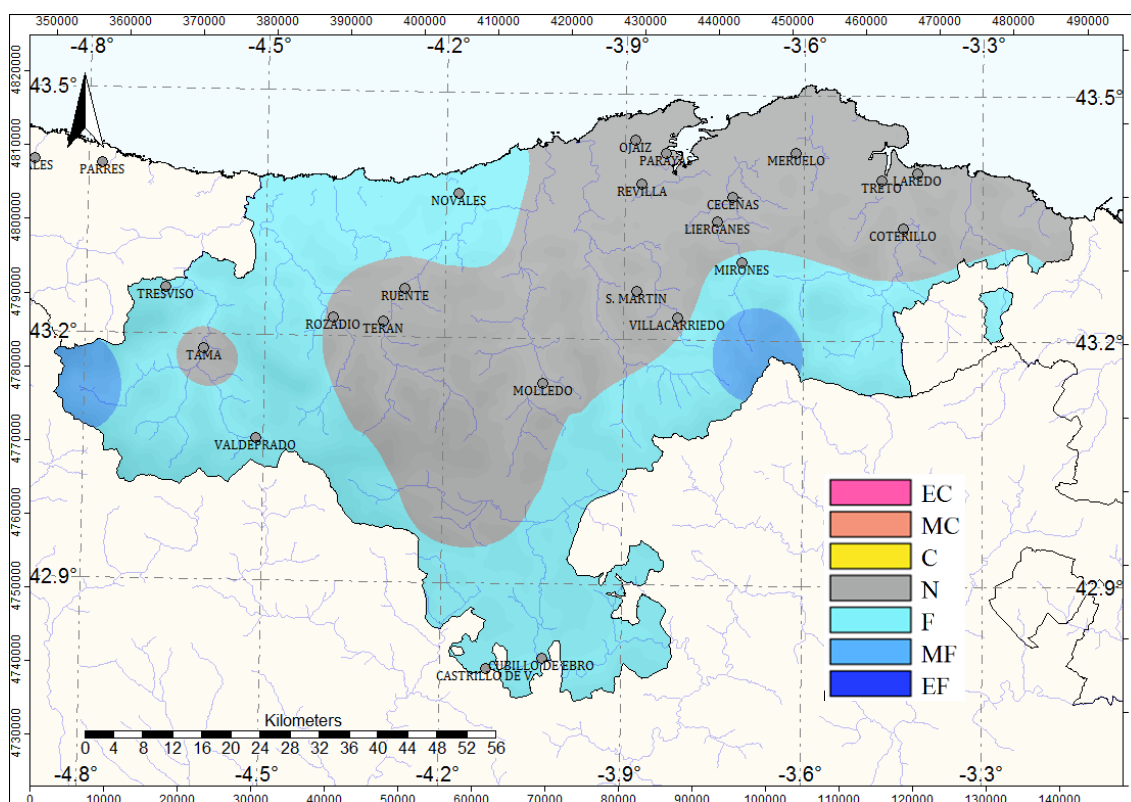 350000 360000 370000 380000 390000 400000 410000 420000 430000 440000 450000 460000 470000 480000 490000
-4.8° -4.5° -4.2° -3.9° -3.6° -3.3°
4820000
43.5° 43.5°
4810000
OJAIZ
PARAYAS
MERUELO
LES
PARRES
TRETO LAREDO
REVILLA
NOVALES
CECEÑAS
4800000
LIERGANES
COTERILLO
MIRONES
TRESVISO
RUENTE
S. MARTIN
4790000
ROZADIO
TERAN
VILLACARRIEDO
43.2° 43.2°
TAMA
4780000
MOLLEDO
4770000
VALDEPRADO
4760000
EC
MC
C
N
F
MF
EF
42.9° 42.9°
4750000
4740000
CUBILLO DE EBRO
CASTRILLO DE V.
4730000
Kilometers
0 4 8 12 16 20 24 28 32 36 40 44 48 52 56
-4.8° -4.5° -4.2° -3.9° -3.6° -3.3°
0 10000 20000 30000 40000 50000 60000 70000 80000 90000 100000 110000 120000 130000 140000